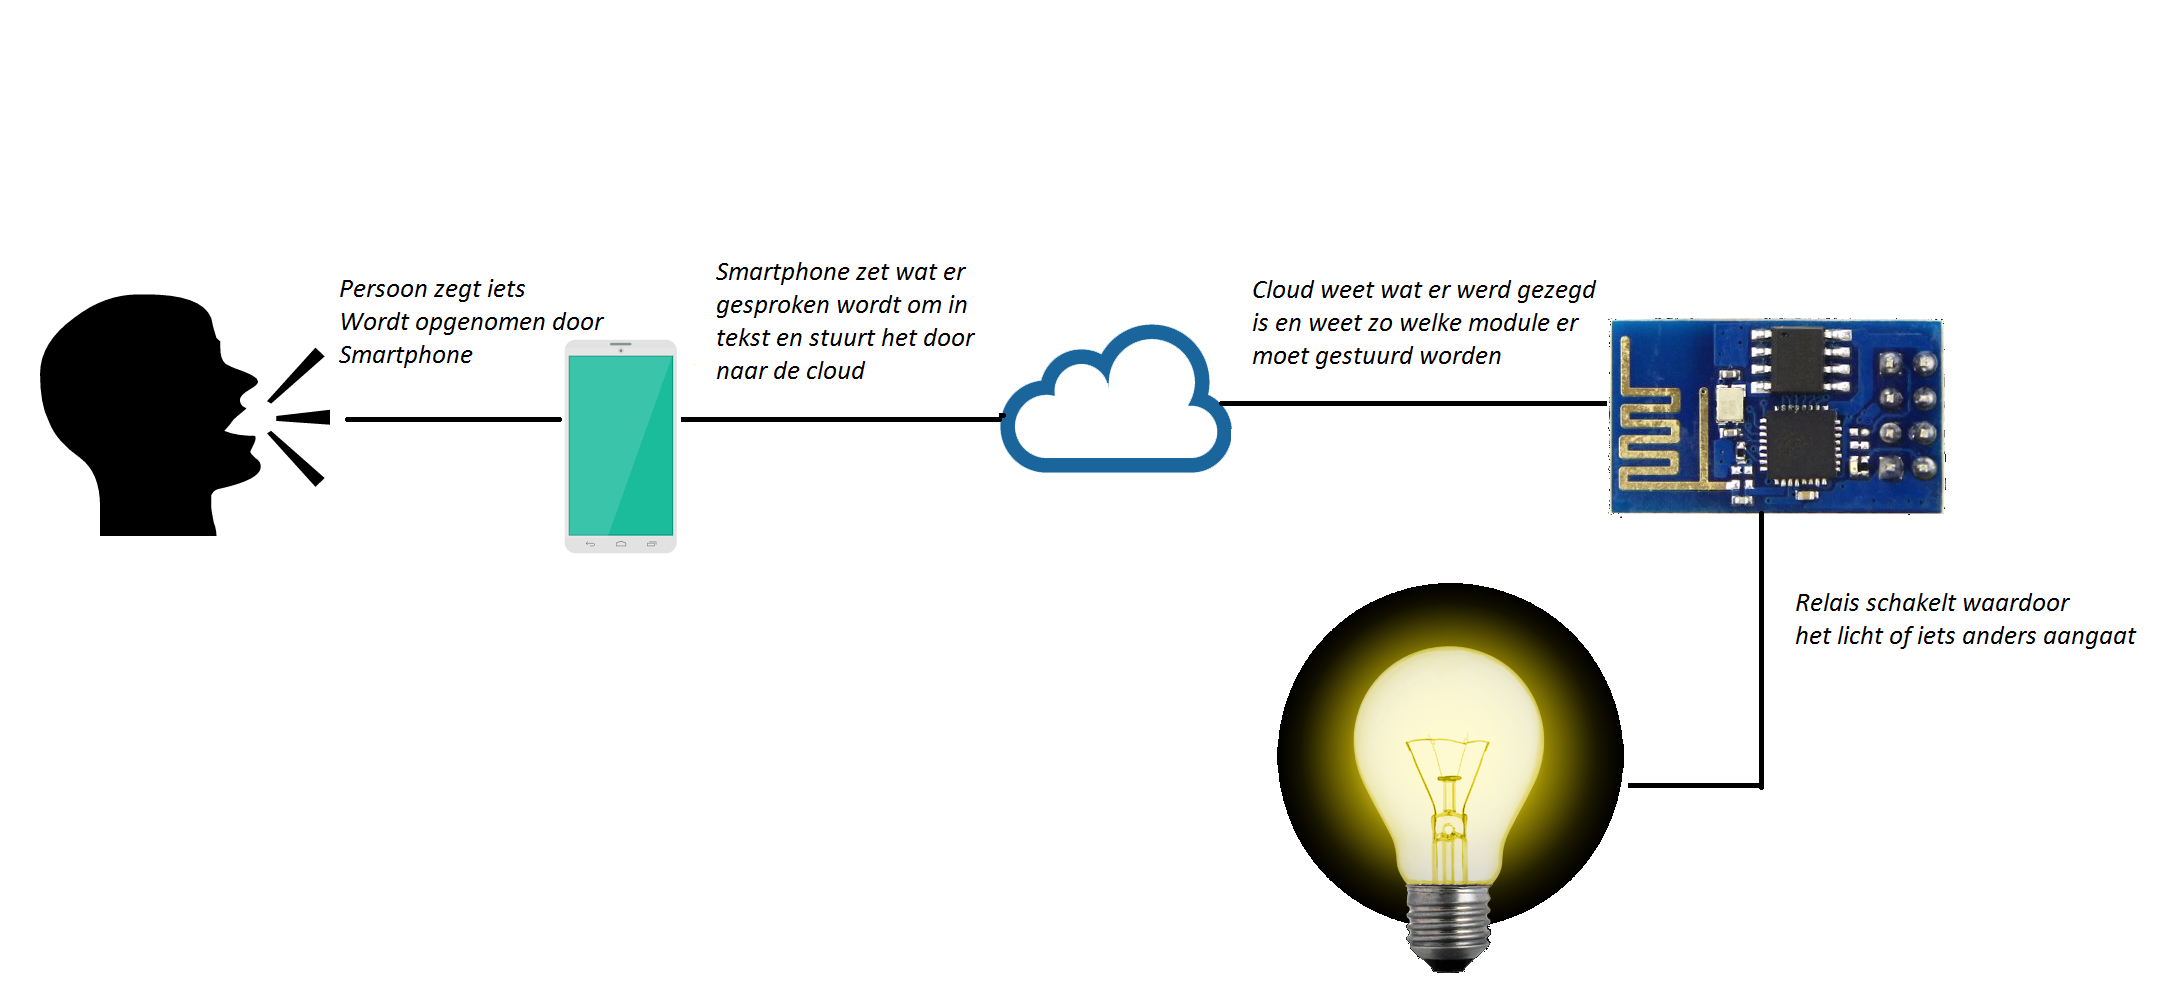 Persoon zegt iets
Wordt opgenomen door
Smartphone
Smartphone zet wat er
gesproken wordt om in
tekst en stuurt het door
naar de cloud
Cloud weet wat er werd gezegd
is en weet zo welke module er
moet gestuurd worden
Relais schakelt waardoor
het licht of iets anders aangaat